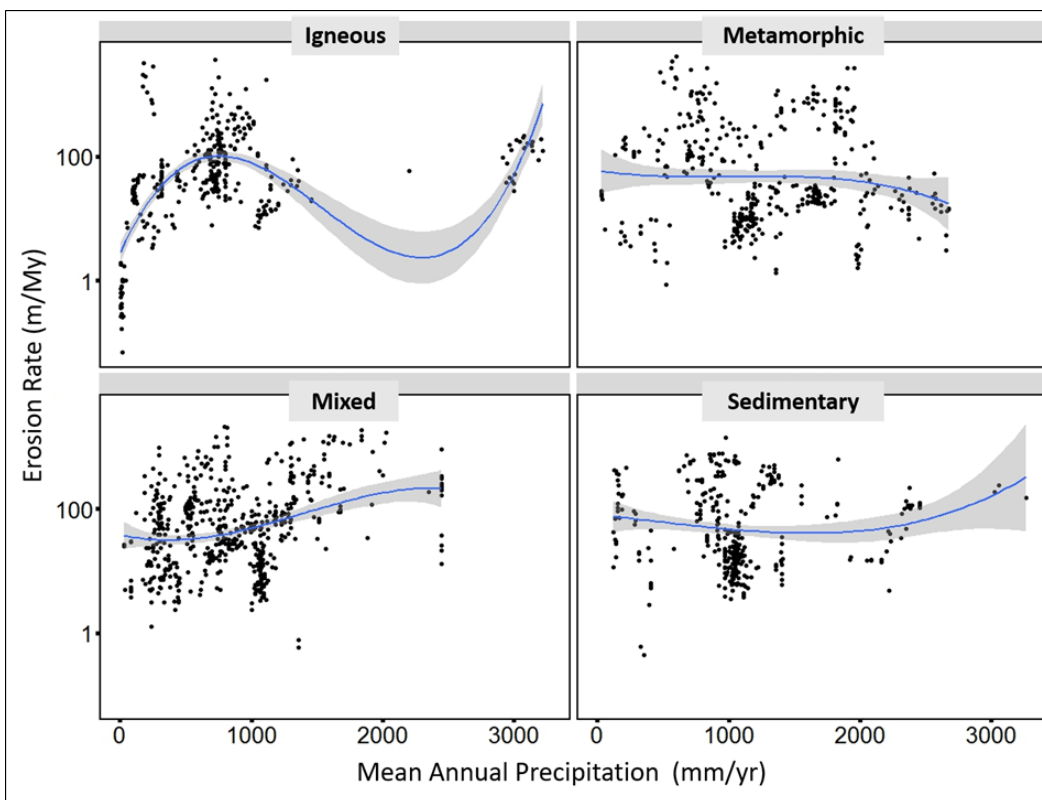 Igneous
Metamorphic
100
1
Mixed
Sedimentary
100
1
Erosion Rate (m/My)
0 1000 2000 3000 0 1000 2000 3000
Mean Annual Precipitation (mm/yr)